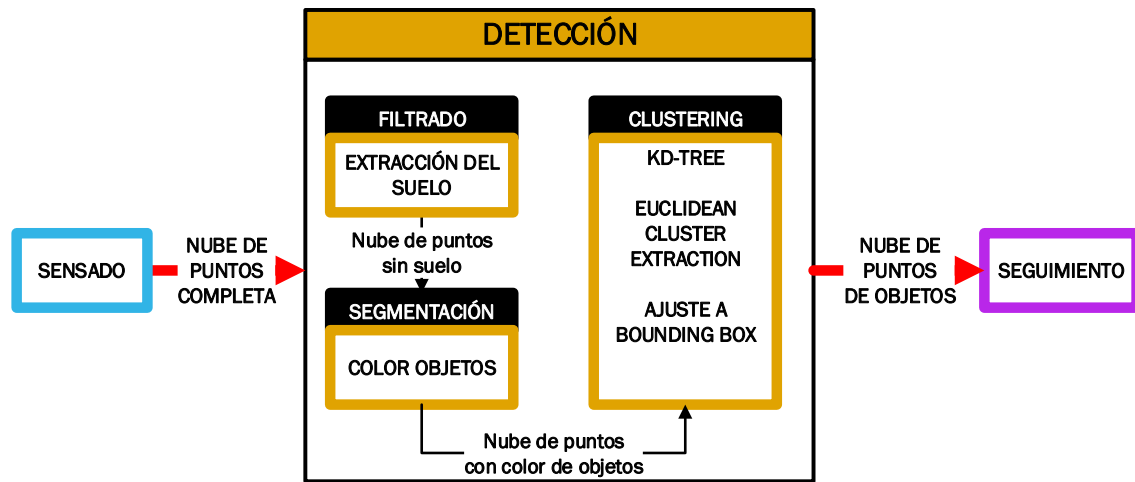 DETECCIÓN
SENSADO
NUBE DE
PUNTOS
COMPLETA
FILTRADO
EXTRACCIÓN DEL
SUELO
Nube de puntos
sin suelo
SEGMENTACIÓN
COLOR OBJETOS
Nube de puntos
con color de objetos
CLUSTERING
KD-TREE
EUCLIDEAN
CLUSTER
EXTRACTION
AJUSTE A
BOUNDING BOX
NUBE DE
PUNTOS
DE OBJETOS
SEGUIMIENTO